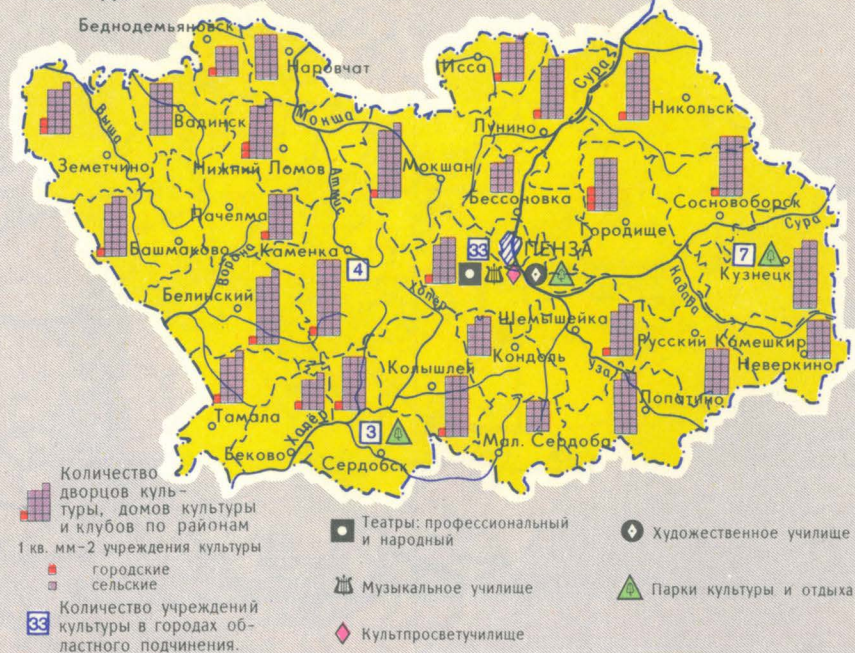 Беднодемьяновск
Наровчат
Исса
Сура
Никольск
Выша
Вадинск
Мокша
Лунино
Земетчино
Нижний Ломов
Атмис
Мокшан
Бессоновка
Сосновоборск
Пачелма
Городище
Сура
Башмаково
Ворона
Каменка
33
ПЕНЗА
7
Кузнецк
4
Белинский
Хопёр
Кадада
Шемышейка
Русский Камешкир
Колышлей
Кондоль
Уза
Неверкино
Тамала
Лопатино
Хопёр
3
Мал. Сердоба
Беково
Сердобск
Количество
дворцов куль-
туры, домов культуры
и клубов по районам
1 кв. мм-2 учреждения культуры
городские
сельские
33
Количество учреждений
культуры в городах об-
ластного подчинения.
Театры: профессиональный
и народный
Музыкальное училище
Культпросветучилище
Художественное училище
Парки культуры и отдыха